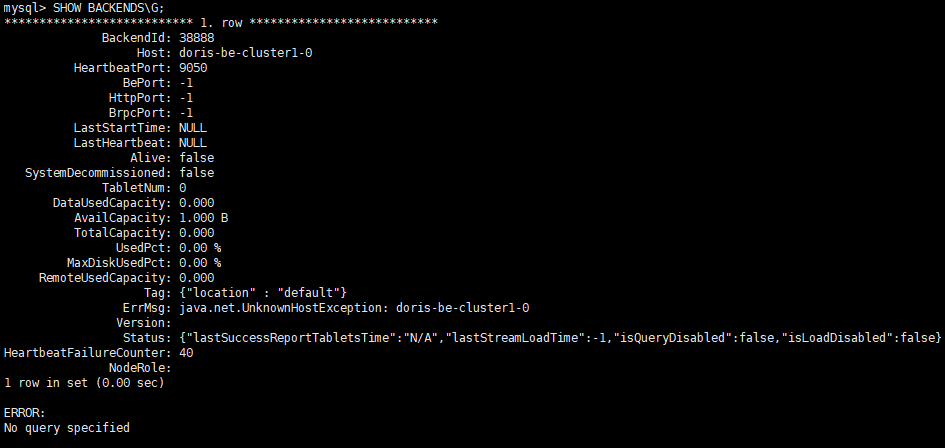 mysql> SHOW BACKENDS\G;
*************************** 1. row ***************************
BackendId: 38888
Host: doris-be-cluster1-0
HeartbeatPort: 9050
BePort: -1
HttpPort: -1
BrpcPort: -1
LastStartTime: NULL
LastHeartbeat: NULL
Alive: false
SystemDecommissioned: false
TabletNum: 0
DataUsedCapacity: 0.000
AvailCapacity: 1.000 B
TotalCapacity: 0.000
UsedPct: 0.00 %
MaxDiskUsedPct: 0.00 %
RemoteUsedCapacity: 0.000
Tag: {"location" : "default"}
ErrMsg: java.net.UnknownHostException: doris-be-cluster1-0
Version:
Status: {"lastSuccessReportTabletsTime":"N/A","lastStreamLoadTime":-1,"isQueryDisabled":false,"isLoadDisabled":false}
HeartbeatFailureCounter: 40
NodeRole:
1 row in set (0.00 sec)
ERROR:
No query specified